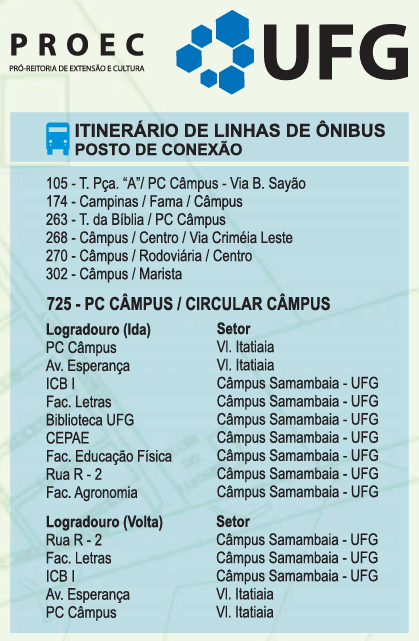 PROEC
PRÓ-REITORIA DE EXTENSÃO E CULTURA
UFG
ITINERÁRIO DE LINHAS DE ÔNIBUS
POSTO DE CONEXÃO
105 - T. Pça. “A”/ PC Câmpus - Via B. Sayão
174 - Campinas / Fama / Câmpus
263 - T. da Bíblia / PC Câmpus
268 - Câmpus / Centro / Via Criméia Leste
270 - Câmpus / Rodoviária / Centro
302 - Câmpus / Marista
725 - PC CÂMPUS / CIRCULAR CÂMPUS
Logradouro (Ida) Setor
PC Câmpus Vl. Itatiaia
Av. Esperança Vl. Itatiaia
ICB I Câmpus Samambaia - UFG
Fac. Letras Câmpus Samambaia - UFG
Biblioteca UFG Câmpus Samambaia - UFG
CEPAE Câmpus Samambaia - UFG
Fac. Educação Física Câmpus Samambaia - UFG
Rua R - 2 Câmpus Samambaia - UFG
Fac. Agronomia Câmpus Samambaia - UFG
Logradouro (Volta) Setor
Rua R - 2 Câmpus Samambaia - UFG
Fac. Letras Câmpus Samambaia - UFG
ICB I Câmpus Samambaia - UFG
Av. Esperança Vl. Itatiaia
PC Câmpus Vl. Itatiaia